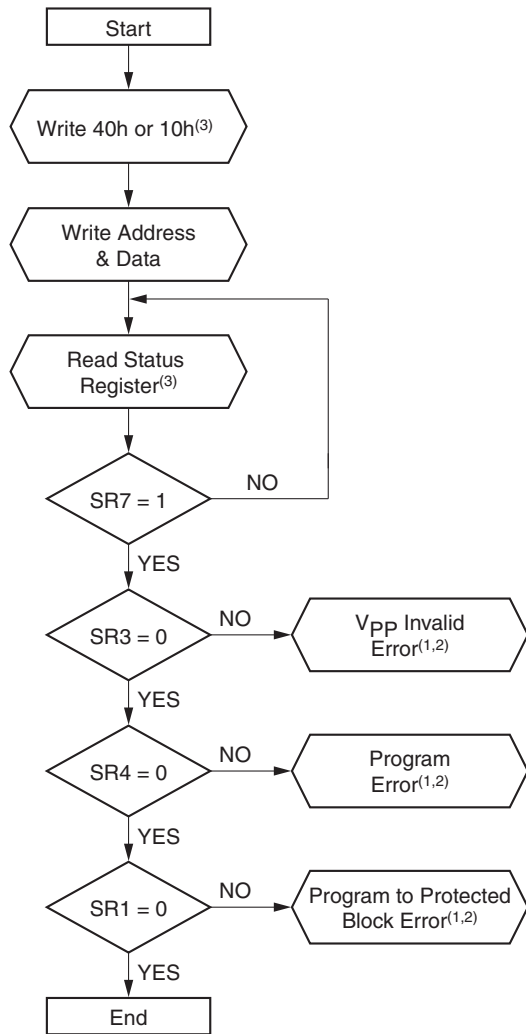 Start
Write 40h or 10h(3)
Write Address
& Data
Read Status
Register(3)
SR7 = 1
NO
YES
SR3 = 0
NO
VPP Invalid
Error(1,2)
YES
SR4 = 0
NO
Program
Error(1,2)
YES
SR1 = 0
NO
Program to Protected
Block Error(1,2)
YES
End